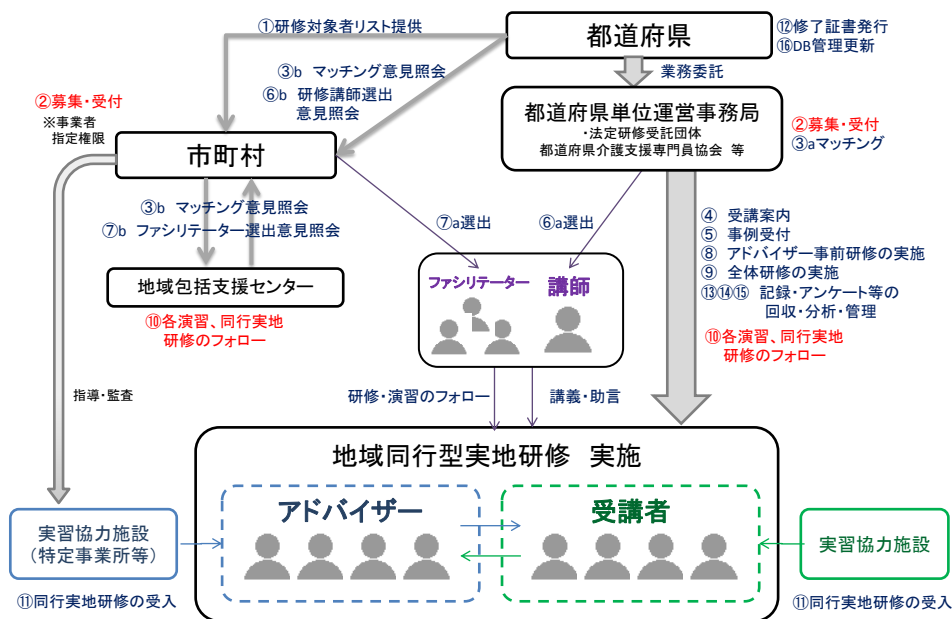 ①研修対象者リスト提供
都道府県
⑫修了証書発行
⑯DB管理更新
業務委託
③b マッチング意見照会
⑥b 研修講師選出
意見照会
②募集・受付
※事業者
指定権限
市町村
都道府県単位運営事務局
・法定研修受託団体
都道府県介護支援専門員協会 等
②募集・受付
③aマッチング
③b マッチング意見照会
⑦b ファシリテーター選出意見照会
⑦a選出
⑥a選出
④ 受講案内
⑤ 事例受付
⑧ アドバイザー事前研修の実施
⑨ 全体研修の実施
⑬⑭⑮ 記録・アンケート等の
回収・分析・管理
⑩各演習、同行実地
研修のフォロー
地域包括支援センター
⑩各演習、同行実地
研修のフォロー
ファシリテーター
講師
指導・監査
研修・演習のフォロー
講義・助言
地域同行型実地研修 実施
アドバイザー
受講者
実習協力施設
(特定事業所等)
実習協力施設
⑪同行実地研修の受入
⑪同行実地研修の受入